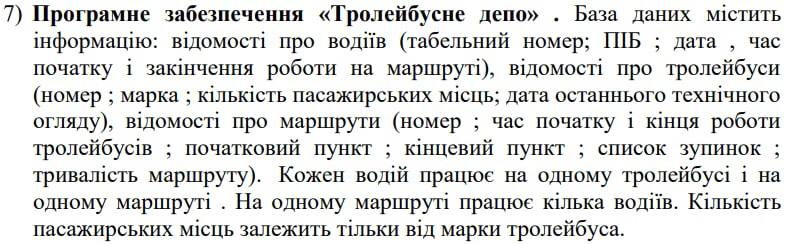 7) Програмне забезпечення «Тролейбусне депо» . База даних містить
інформацію: відомості про водіїв (табельний номер; ПІБ ; дата , час
початку і закінчення роботи на маршруті), відомості про тролейбуси
(номер ; марка ; кількість пасажирських місць; дата останнього технічного
огляду), відомості про маршрути (номер ; час початку і кінця роботи
тролейбусів ; початковий пункт ; кінцевий пункт ; список зупинок ;
тривалість маршруту). Кожен водій працює на одному тролейбусі і на
одному маршруті . На одному маршруті працює кілька водіїв. Кількість
пасажирських місць залежить тільки від марки тролейбуса.